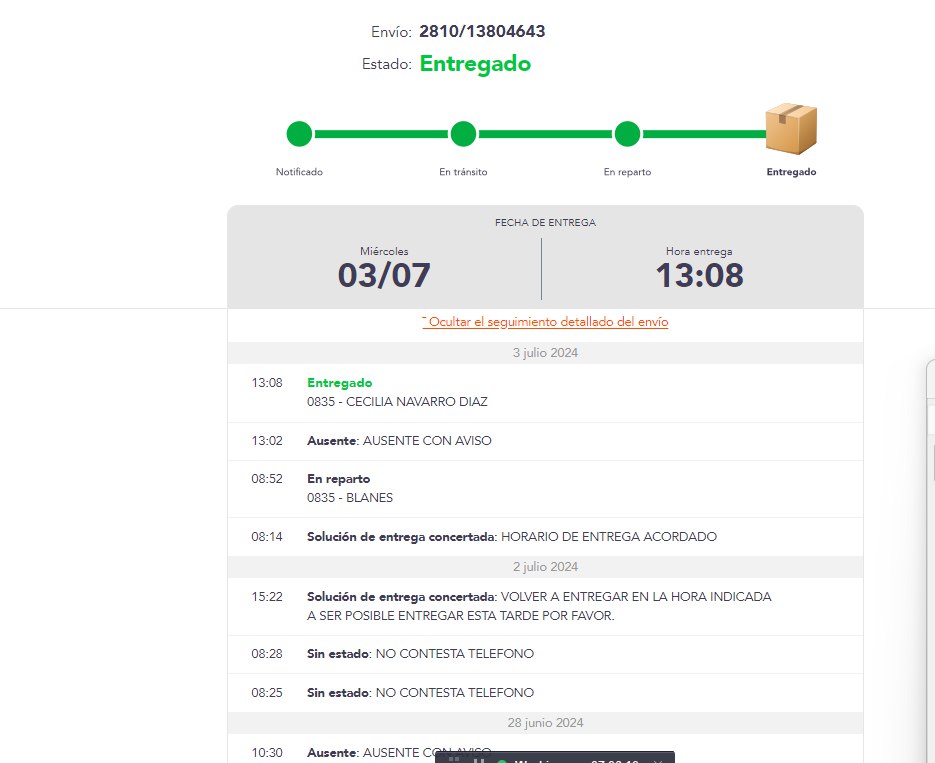 Envío: 2810/13804643
Estado: Entregado
Notificado
En tránsito
En reparto
Entregado
FECHA DE ENTREGA
Miércoles
03/07
Hora entrega
13:08
Ocultar el seguimiento detallado del envío
3 julio 2024
13:08 Entregado
0835 - CECILIA NAVARRO DIAZ
13:02 Ausente: AUSENTE CON AVISO
08:52 En reparto
0835 - BLANES
08:14 Solución de entrega concertada: HORARIO DE ENTREGA ACORDADO
2 julio 2024
15:22 Solución de entrega concertada: VOLVER A ENTREGAR EN LA HORA INDICADA
A SER POSIBLE ENTREGAR ESTA TARDE POR FAVOR.
08:28 Sin estado: NO CONTESTA TELEFONO
08:25 Sin estado: NO CONTESTA TELEFONO
28 junio 2024
10:30 Ausente: AUSENTE CON AVISO